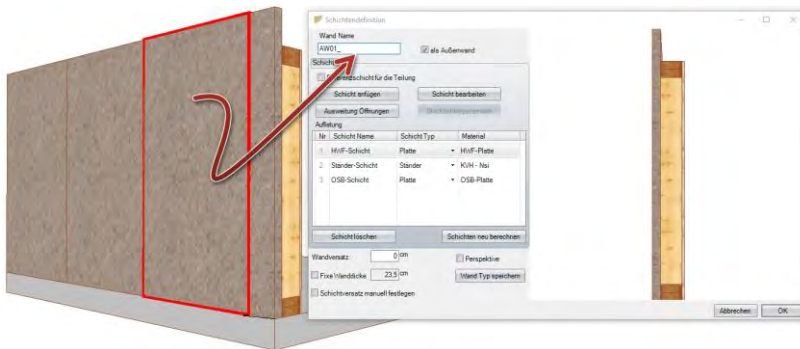 Schichtendefinition
Wand Name
AW01_
als Außenwand
Schicht
für die Teilung
Schicht anfügen Schicht bearbeiten
Ausweitung Öffnungen
Auflistung
Nr Schicht Name Schicht Typ Material
1 HWF-Schicht Platte HWF-Platte
2 Ständer-Schicht Ständer KVH - Nsi
3 OSB-Schicht Platte OSB-Platte
Schicht löschen Schichten neu berechnen
Wandversatz 0 cm Perspektive
Fixe Wanddicke 23,5 cm Wand Typ speichern
Schichtversatz manuell festlegen
Abbrechen OK